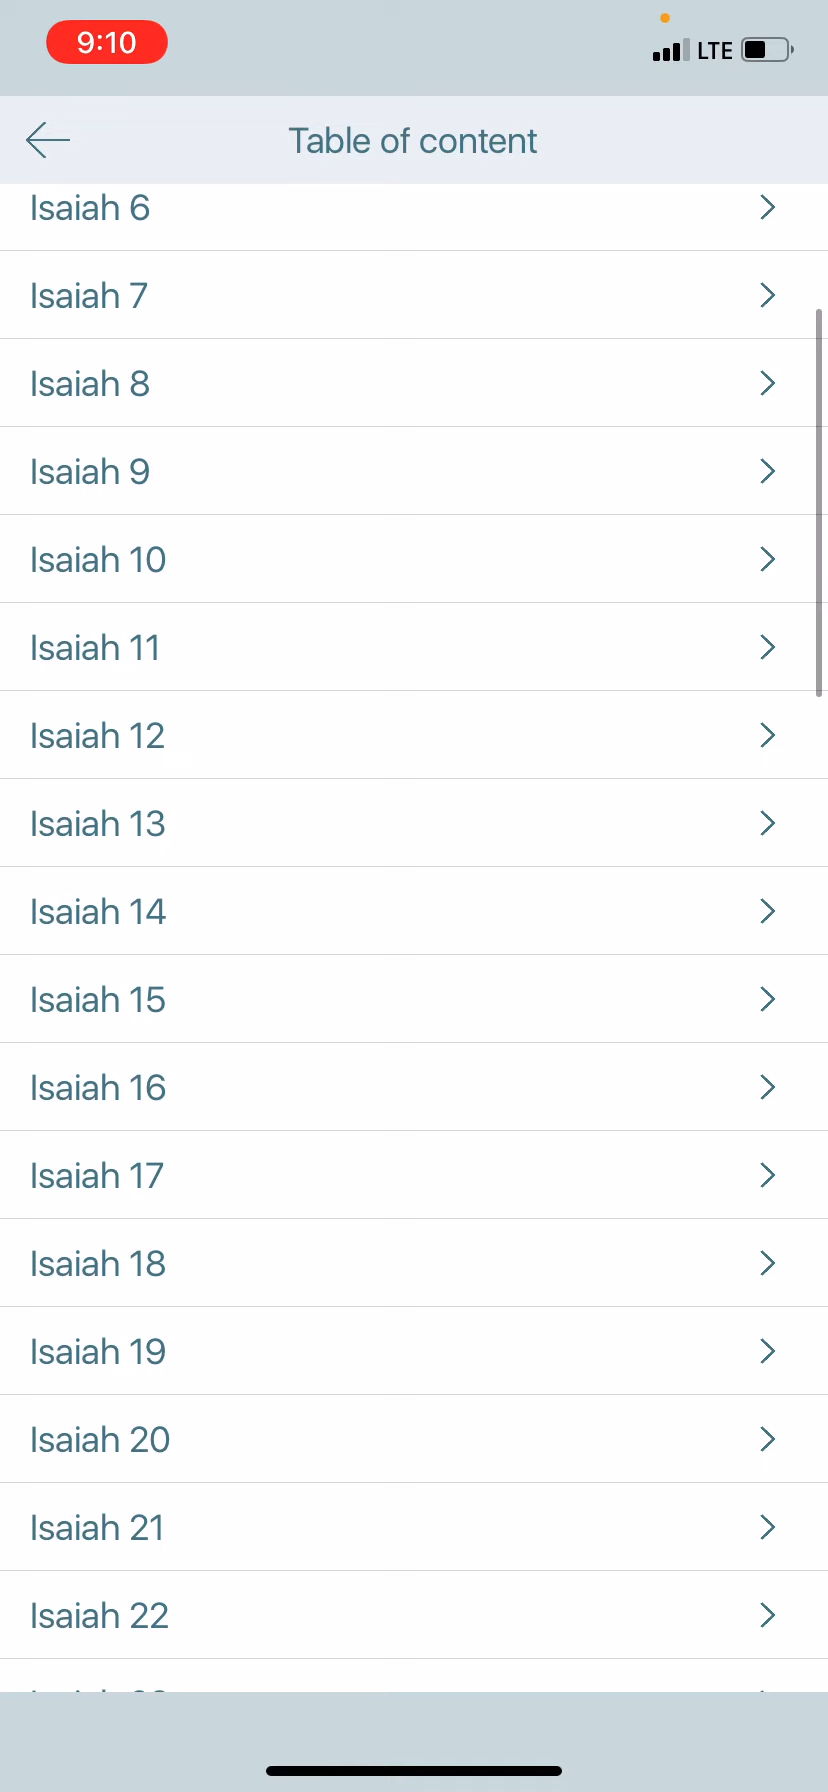 9:10
LTE
Table of content
Isaiah 6
Isaiah 7
Isaiah 8
Isaiah 9
Isaiah 10
Isaiah 11
Isaiah 12
Isaiah 13
Isaiah 14
Isaiah 15
Isaiah 16
Isaiah 17
Isaiah 18
Isaiah 19
Isaiah 20
Isaiah 21
Isaiah 22